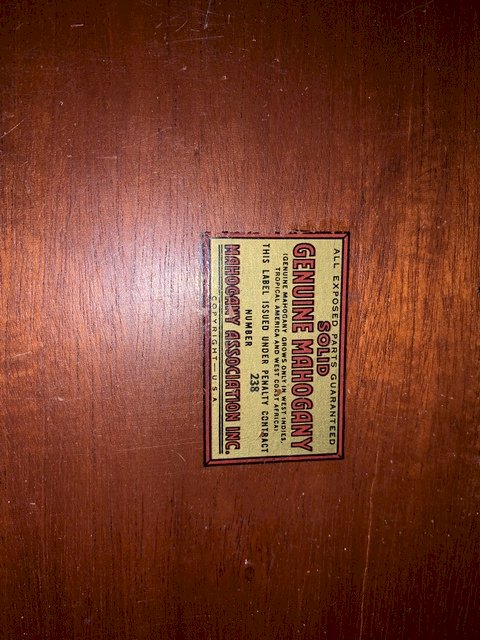 ALL EXPOSED PARTS GUARANTEED
SOLID
GENUINE MAHOGANY
(GENUINE MAHOGANY GROWS ONLY IN WEST INDIES,
TROPICAL AMERICA AND WEST COAST AFRICA)
THIS LABEL ISSUED UNDER PENALTY CONTRACT
NUMBER 238
MAHOGANY ASSOCIATION INC.
COPYRIGHT—U.S.A.